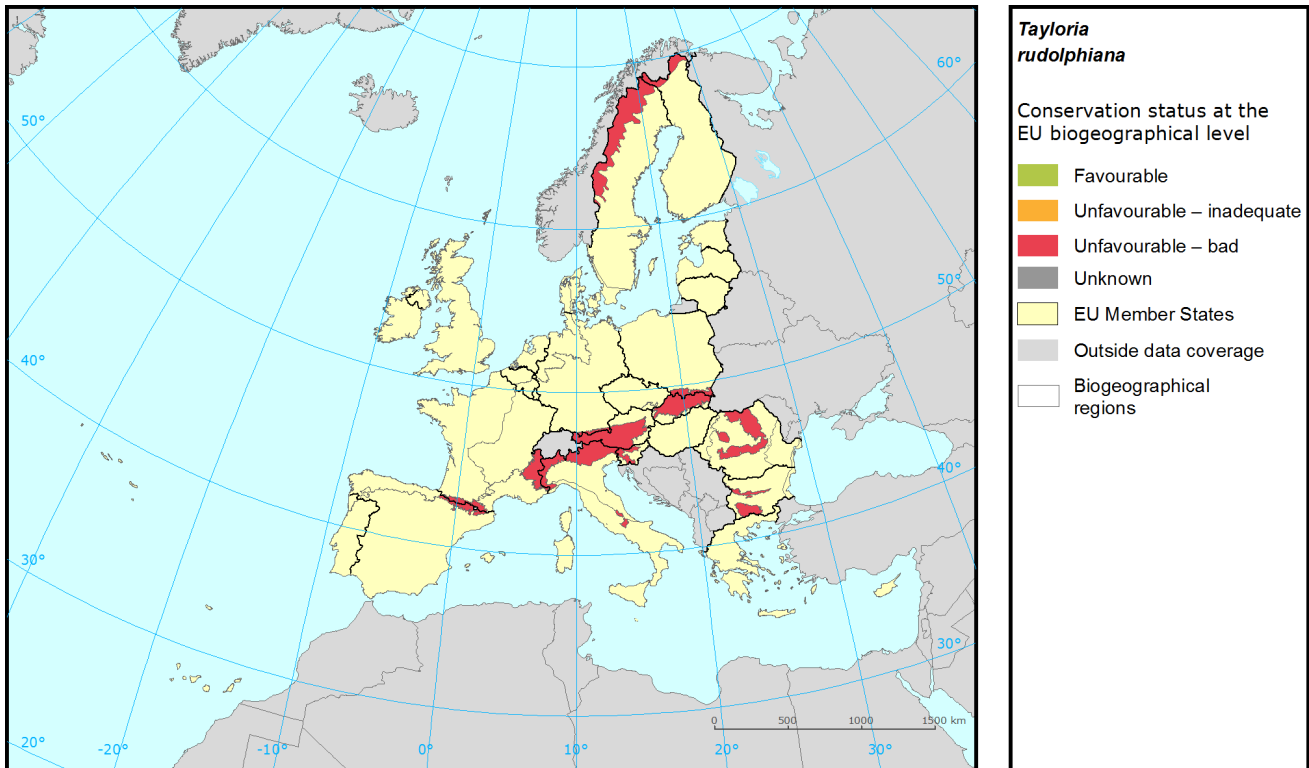 Tayloria
rudolphiana
Conservation status at the
EU biogeographical level
Favourable
Unfavourable – inadequate
Unfavourable – bad
Unknown
EU Member States
Outside data coverage
Biogeographical
regions
60°
50°
50°
40°
40°
30°
30°
0 500 1000 1500 km
20° -20° -10° 0° 10° 20° 30°